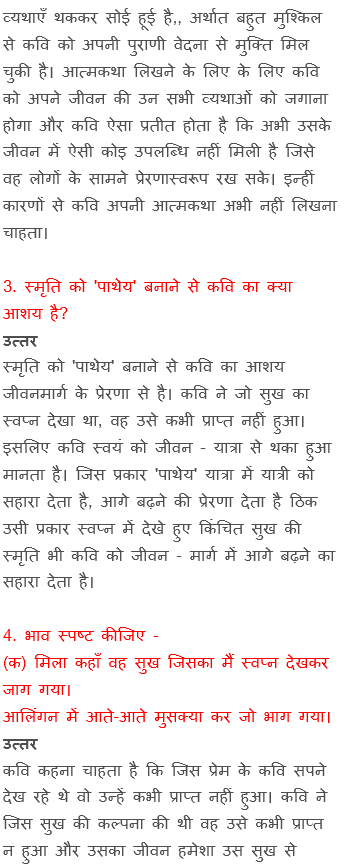 व्यथाएँ थककर सोई हूई है,, अर्थात बहुत मुश्किल
से कवि को अपनी पुराणी वेदना से मुक्ति मिल
चुकी है। आत्मकथा लिखने के लिए के लिए कवि
को अपने जीवन की उन सभी व्यथाओं को जगाना
होगा और कवि ऐसा प्रतीत होता है कि अभी उसके
जीवन में ऐसी कोइ उपलब्धि नहीं मिली है जिसे
वह लोगों के सामने प्रेरणास्वरूप रख सके। इन्हीं
कारणों से कवि अपनी आत्मकथा अभी नहीं लिखना
चाहता।
3. स्मृति को 'पाथेय' बनाने से कवि का क्या
आशय है?
उत्तर
स्मृति को 'पाथेय' बनाने से कवि का आशय
जीवनमार्ग के प्रेरणा से है। कवि ने जो सुख का
स्वप्न देखा था, वह उसे कभी प्राप्त नहीं हुआ।
इसलिए कवि स्वयं को जीवन - यात्रा से थका हुआ
मानता है। जिस प्रकार 'पाथेय' यात्रा में यात्री को
सहारा देता है, आगे बढ़ने की प्रेरणा देता है ठिक
उसी प्रकार स्वप्न में देखे हुए किंचित सुख की
स्मृति भी कवि को जीवन - मार्ग में आगे बढ़ने का
सहारा देता है।
4. भाव स्पष्ट कीजिए -
(क) मिला कहाँ वह सुख जिसका मैं स्वप्न देखकर
जाग गया।
आलिंगन में आते-आते मुसक्या कर जो भाग गया।
उत्तर
कवि कहना चाहता है कि जिस प्रेम के कवि सपने
देख रहे थे वो उन्हें कभी प्राप्त नहीं हुआ। कवि ने
जिस सुख की कल्पना की थी वह उसे कभी प्राप्त
न हुआ और उसका जीवन हमेशा उस सुख से